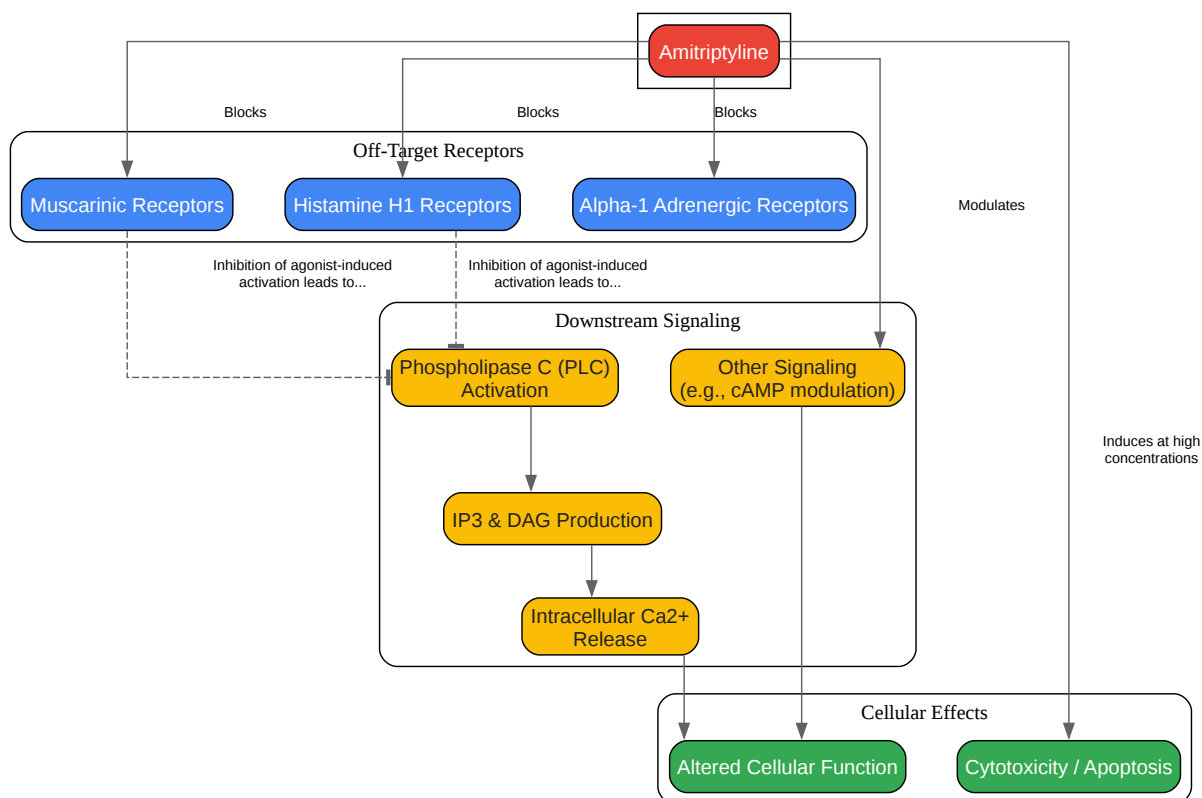 Amitriptyline
Blocks
Blocks
Blocks
Off-Target Receptors
Muscarinic Receptors
Histamine H1 Receptors
Alpha-1 Adrenergic Receptors
Modulates
Inhibition of agonist-induced
activation leads to...
Inhibition of agonist-induced
activation leads to...
Downstream Signaling
Phospholipase C (PLC)
Activation
Other Signaling
(e.g., cAMP modulation)
Induces at high
concentrations
IP3 & DAG Production
Intracellular Ca2+
Release
Cellular Effects
Altered Cellular Function
Cytotoxicity / Apoptosis